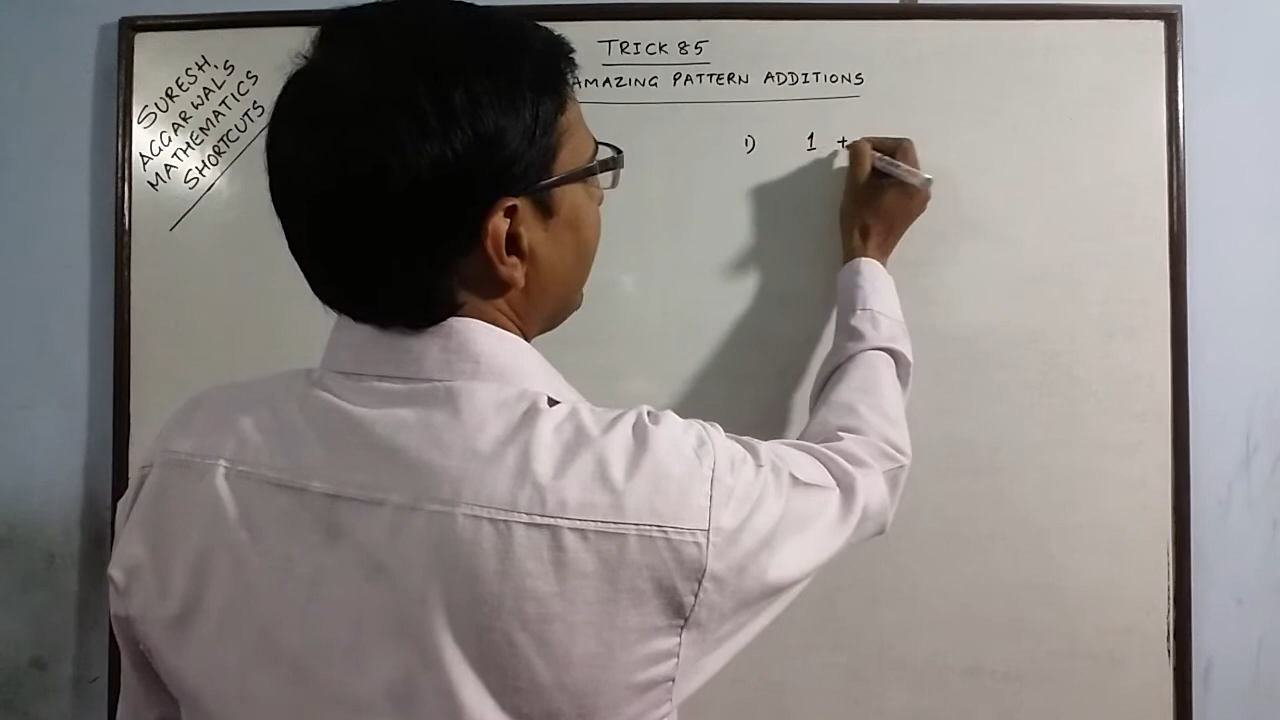 SURESH
AGGARWAL'S
MATHEMATICS
SHORTCUTS
TRICK 85
AMAZING PATTERN ADDITIONS
1) 1 +